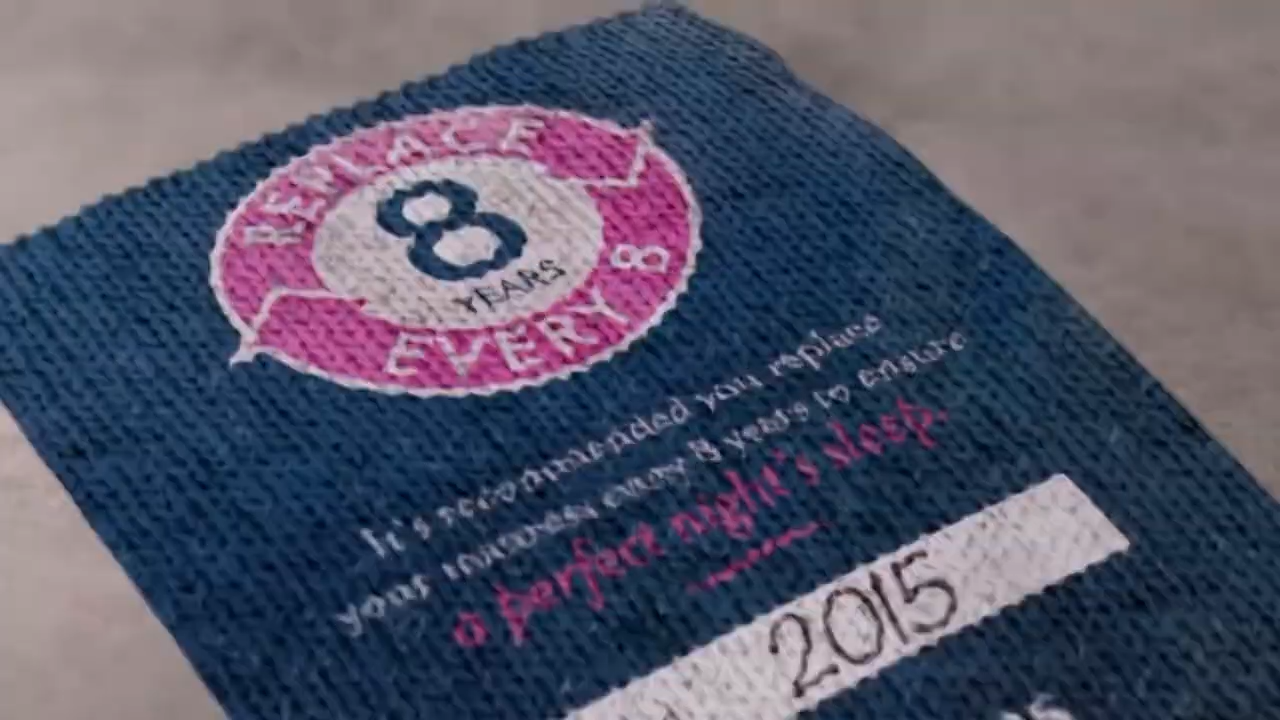 REPLACE
8
YEARS
EVERY 8
It's recommended you replace
your mattress every 8 years to ensure
a perfect night's sleep.
2015